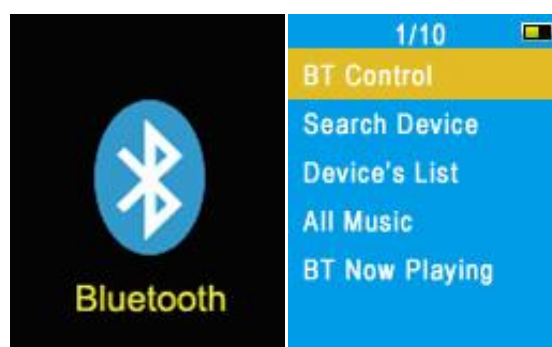 Bluetooth
1/10
BT Control
Search Device
Device's List
All Music
BT Now Playing